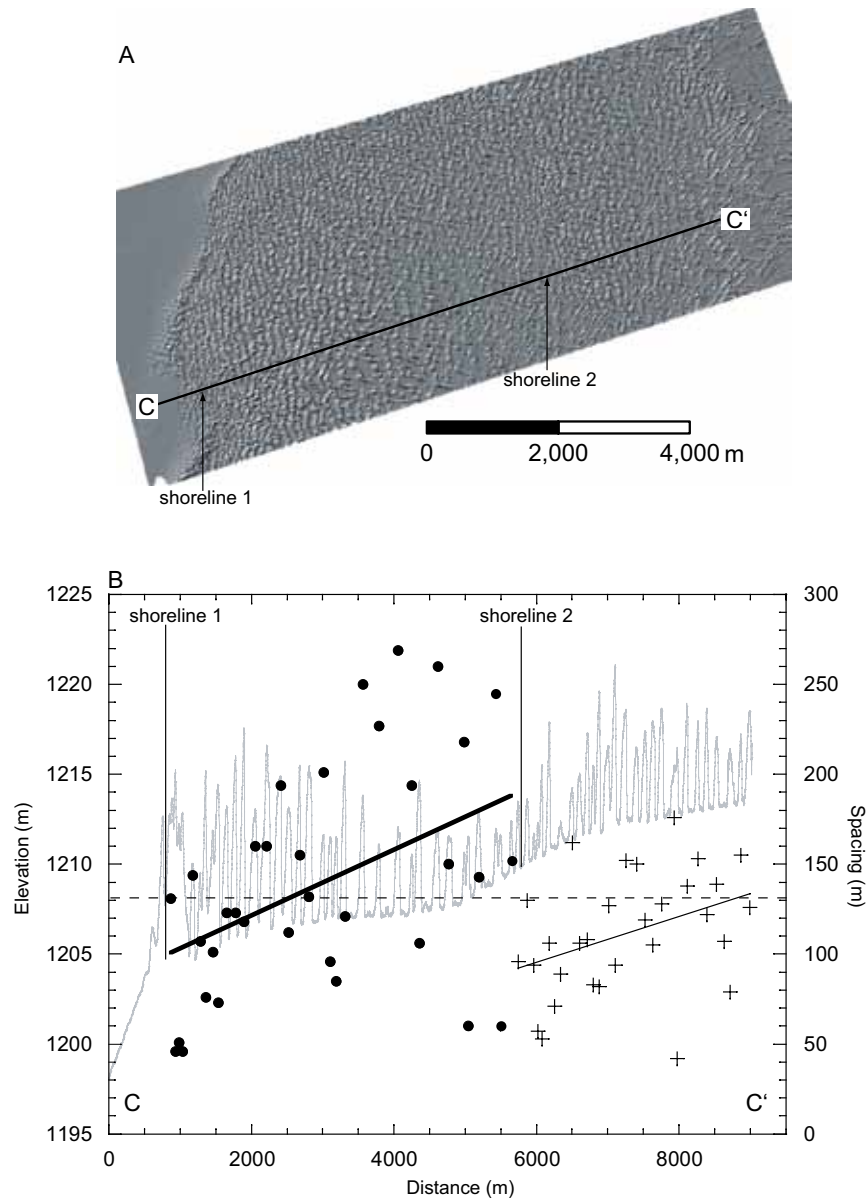 A
C
C‘
shoreline 1
shoreline 2
0
2,000
4,000 m
B
1225
1220
1215
1210
1205
1200
1195
Elevation (m)
shoreline 1
shoreline 2
C
C‘
300
250
200
150
100
50
0
Spacing (m)
0
2000
4000
6000
8000
Distance (m)